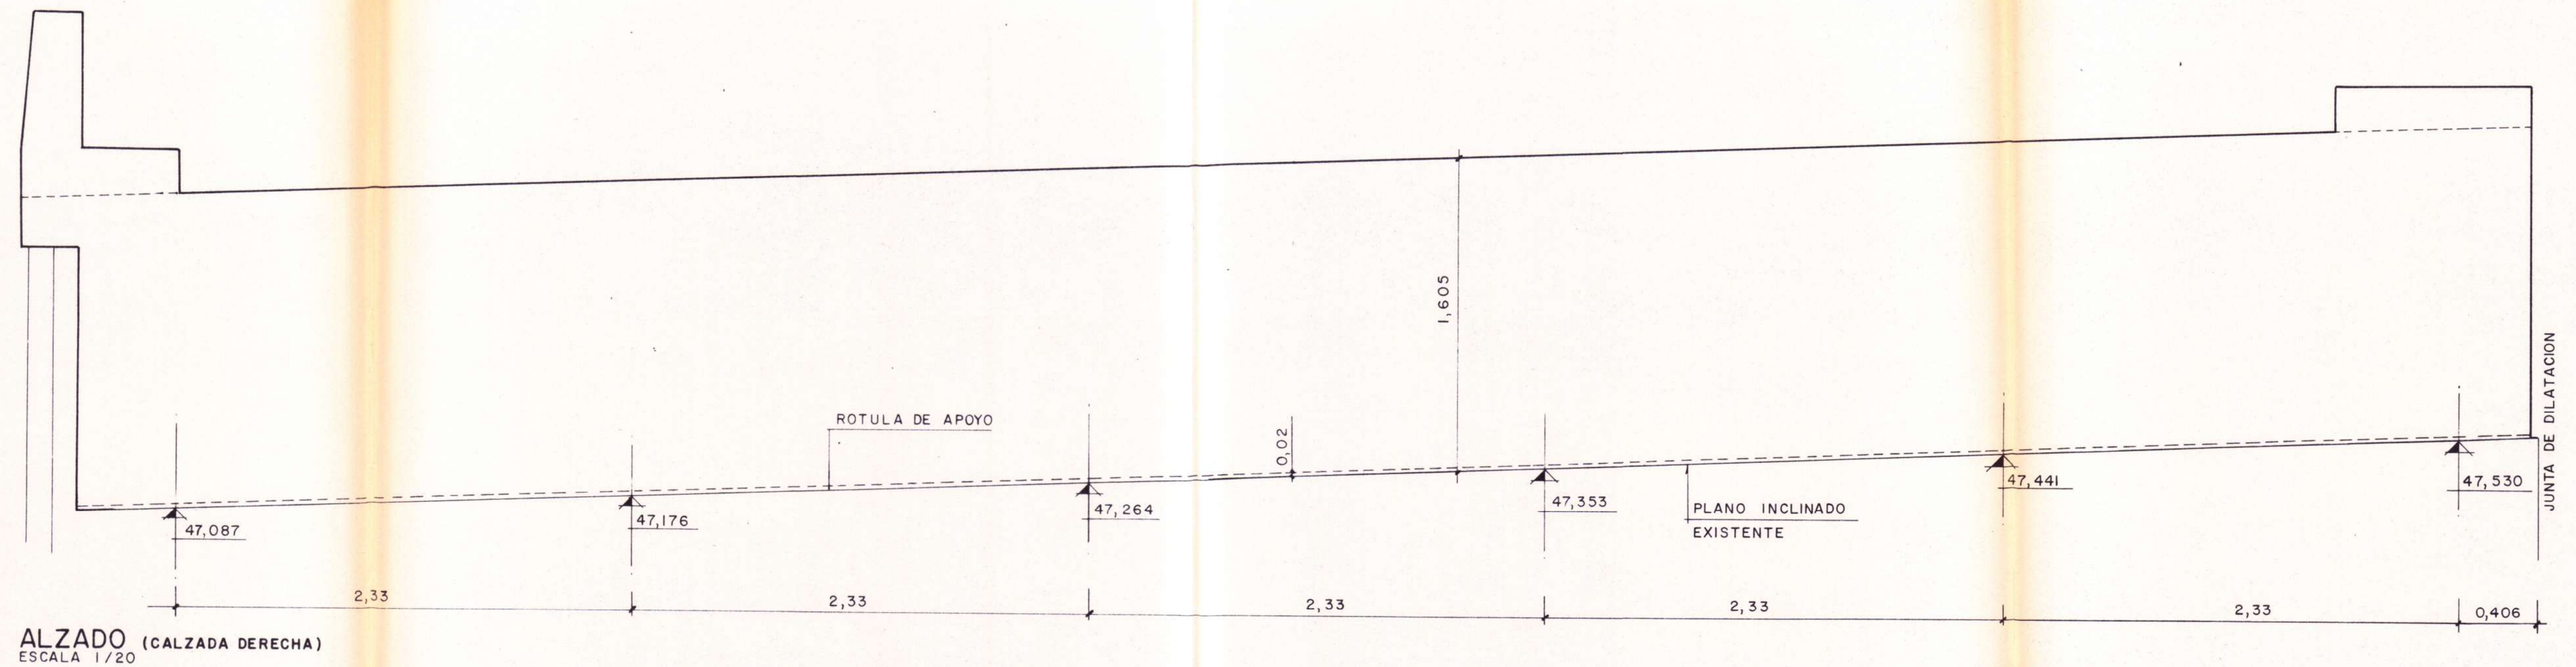 1,605
ROTULA DE APOYO
0,02
JUNTA DE DILATACION
47,087
47,176
47,264
47,353
47,441
47,530
PLANO INCLINADO
EXISTENTE
2,33
2,33
2,33
2,33
2,33
0,406
ALZADO (CALZADA DERECHA)
ESCALA 1/20